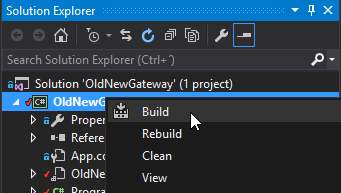 Solution Explorer
Search Solution Explorer (Ctrl+´)
Solution 'OldNewGateway' (1 project)
C# OldNewG
Build
Proper
Rebuild
Refere
Clean
App.co
View
OldNe
Progra